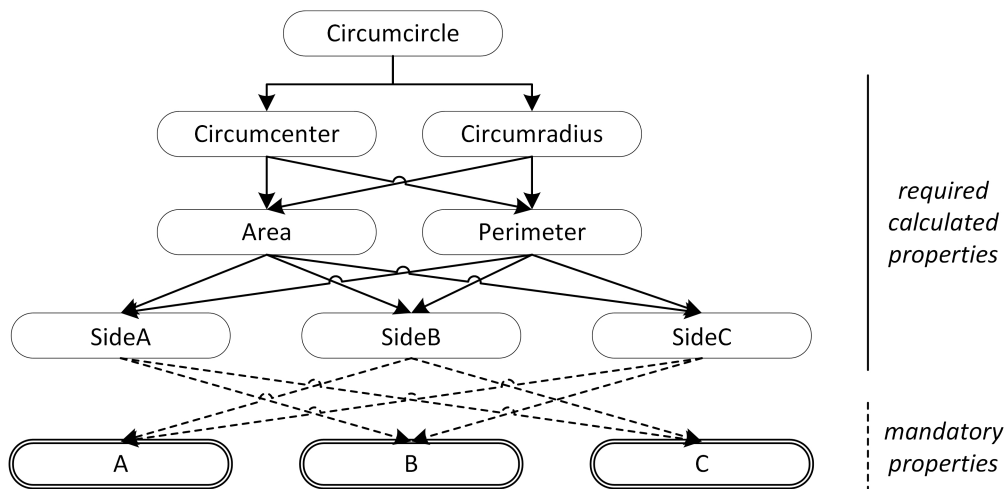 Circumcircle
Circumcenter
Circumradius
Area
Perimeter
SideA
SideB
SideC
A
B
C
required
calculated
properties
mandatory
properties